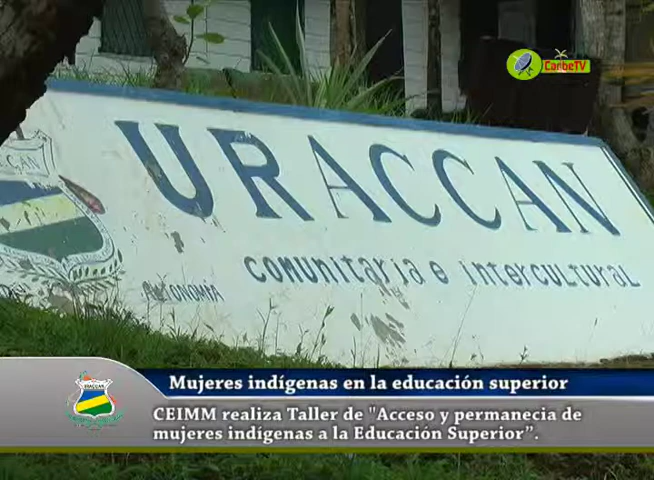 CaribeTV
URACCAN
comunitaria e intercultural
AUTONOMÍA
URACCAN
Mujeres indígenas en la educación superior
CEIMM realiza Taller de "Acceso y permanecia de
mujeres indígenas a la Educación Superior”.